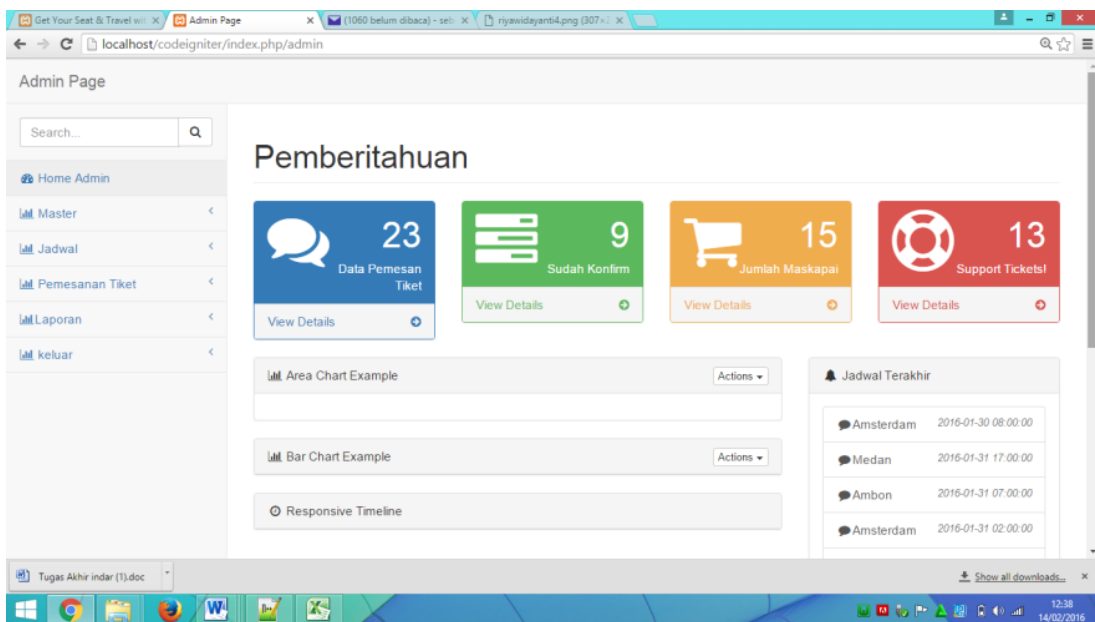 Get Your Seat & Travel wit
Admin Page
(1060 belum dibaca) - seti
riyawidayanti4.png (307×2
localhost/codeigniter/index.php/admin
Admin Page
Search...
Home Admin
Master
Jadwal
Pemesanan Tiket
Laporan
keluar
Pemberitahuan
23
Data Pemesan
Tiket
View Details
9
Sudah Konfirm
View Details
15
Jumlah Maskapai
View Details
13
Support Tickets!
View Details
Area Chart Example
Actions
Bar Chart Example
Actions
Responsive Timeline
Jadwal Terakhir
Amsterdam 2016-01-30 08:00:00
Medan 2016-01-31 17:00:00
Ambon 2016-01-31 07:00:00
Amsterdam 2016-01-31 02:00:00
Tugas Akhir indar (1).doc
Show all downloads...
12:38
14/02/2016